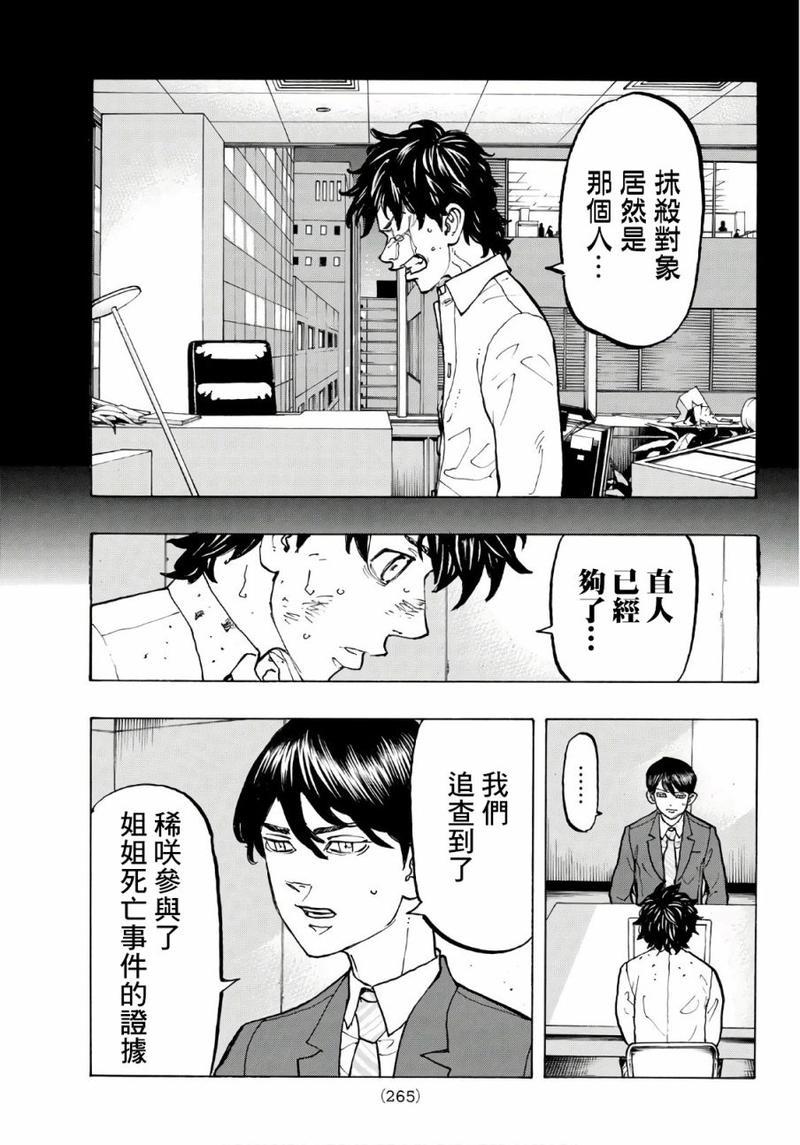 抹殺對象
居然是
那個人…
直人
已經
夠了…
……
我們
追查到了
稀咲參與了
姐姐死亡事件的證據
(265)